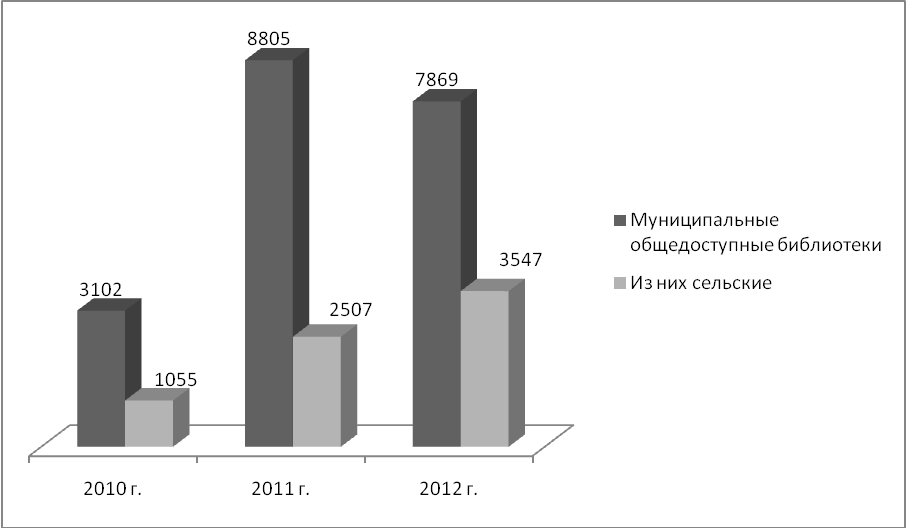 8805
7869
3102
1055
2507
3547
2010 г.
2011 г.
2012 г.
Муниципальные
общедоступные библиотеки
Из них сельские